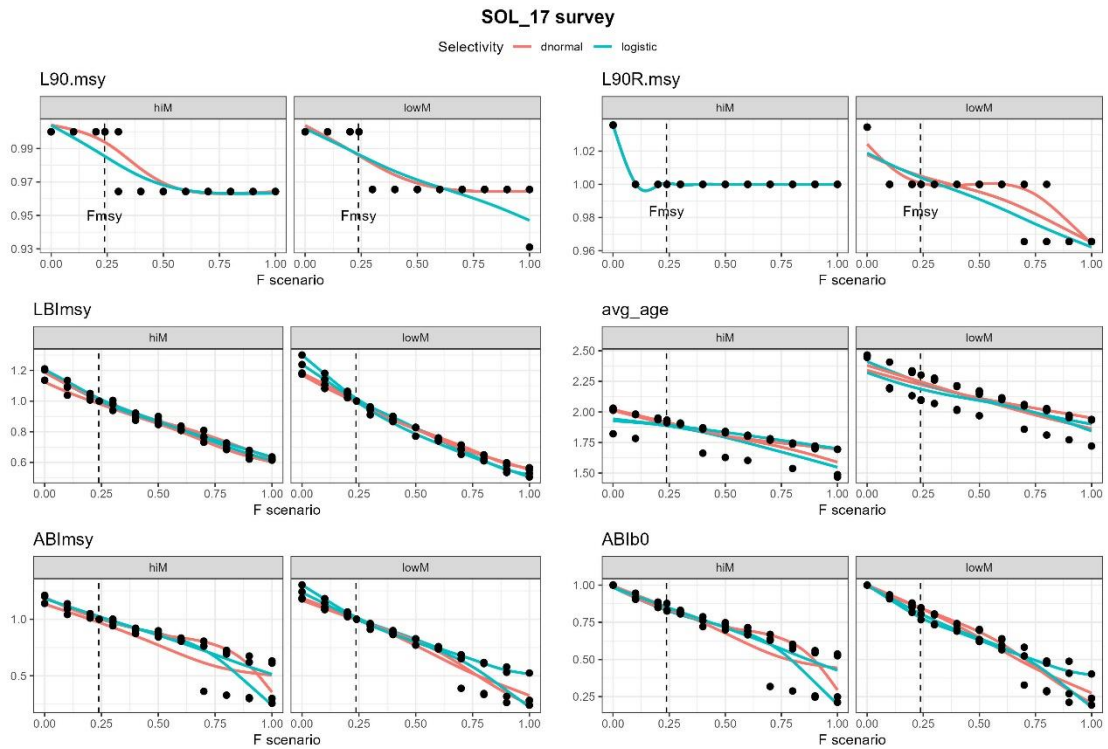 SOL_17 survey
Selectivity dnormal logistic
L90.msy
hiM lowM
0.99
0.97
0.95
0.93
Fmsy Fmsy
0.00 0.25 0.50 0.75 1.00 0.00 0.25 0.50 0.75 1.00
F scenario
L90R.msy
hiM lowM
1.02
1.00
0.98
0.96
Fmsy Fmsy
0.00 0.25 0.50 0.75 1.00 0.00 0.25 0.50 0.75 1.00
F scenario
LBImsy
hiM lowM
1.2
1.0
0.8
0.6
0.00 0.25 0.50 0.75 1.00 0.00 0.25 0.50 0.75 1.00
F scenario
avg_age
hiM lowM
2.50
2.25
2.00
1.75
1.50
0.00 0.25 0.50 0.75 1.00 0.00 0.25 0.50 0.75 1.00
F scenario
ABImsy
hiM lowM
1.0
0.5
0.00 0.25 0.50 0.75 1.00 0.00 0.25 0.50 0.75 1.00
F scenario
ABIb0
hiM lowM
1.00
0.75
0.50
0.25
0.00 0.25 0.50 0.75 1.00 0.00 0.25 0.50 0.75 1.00
F scenario